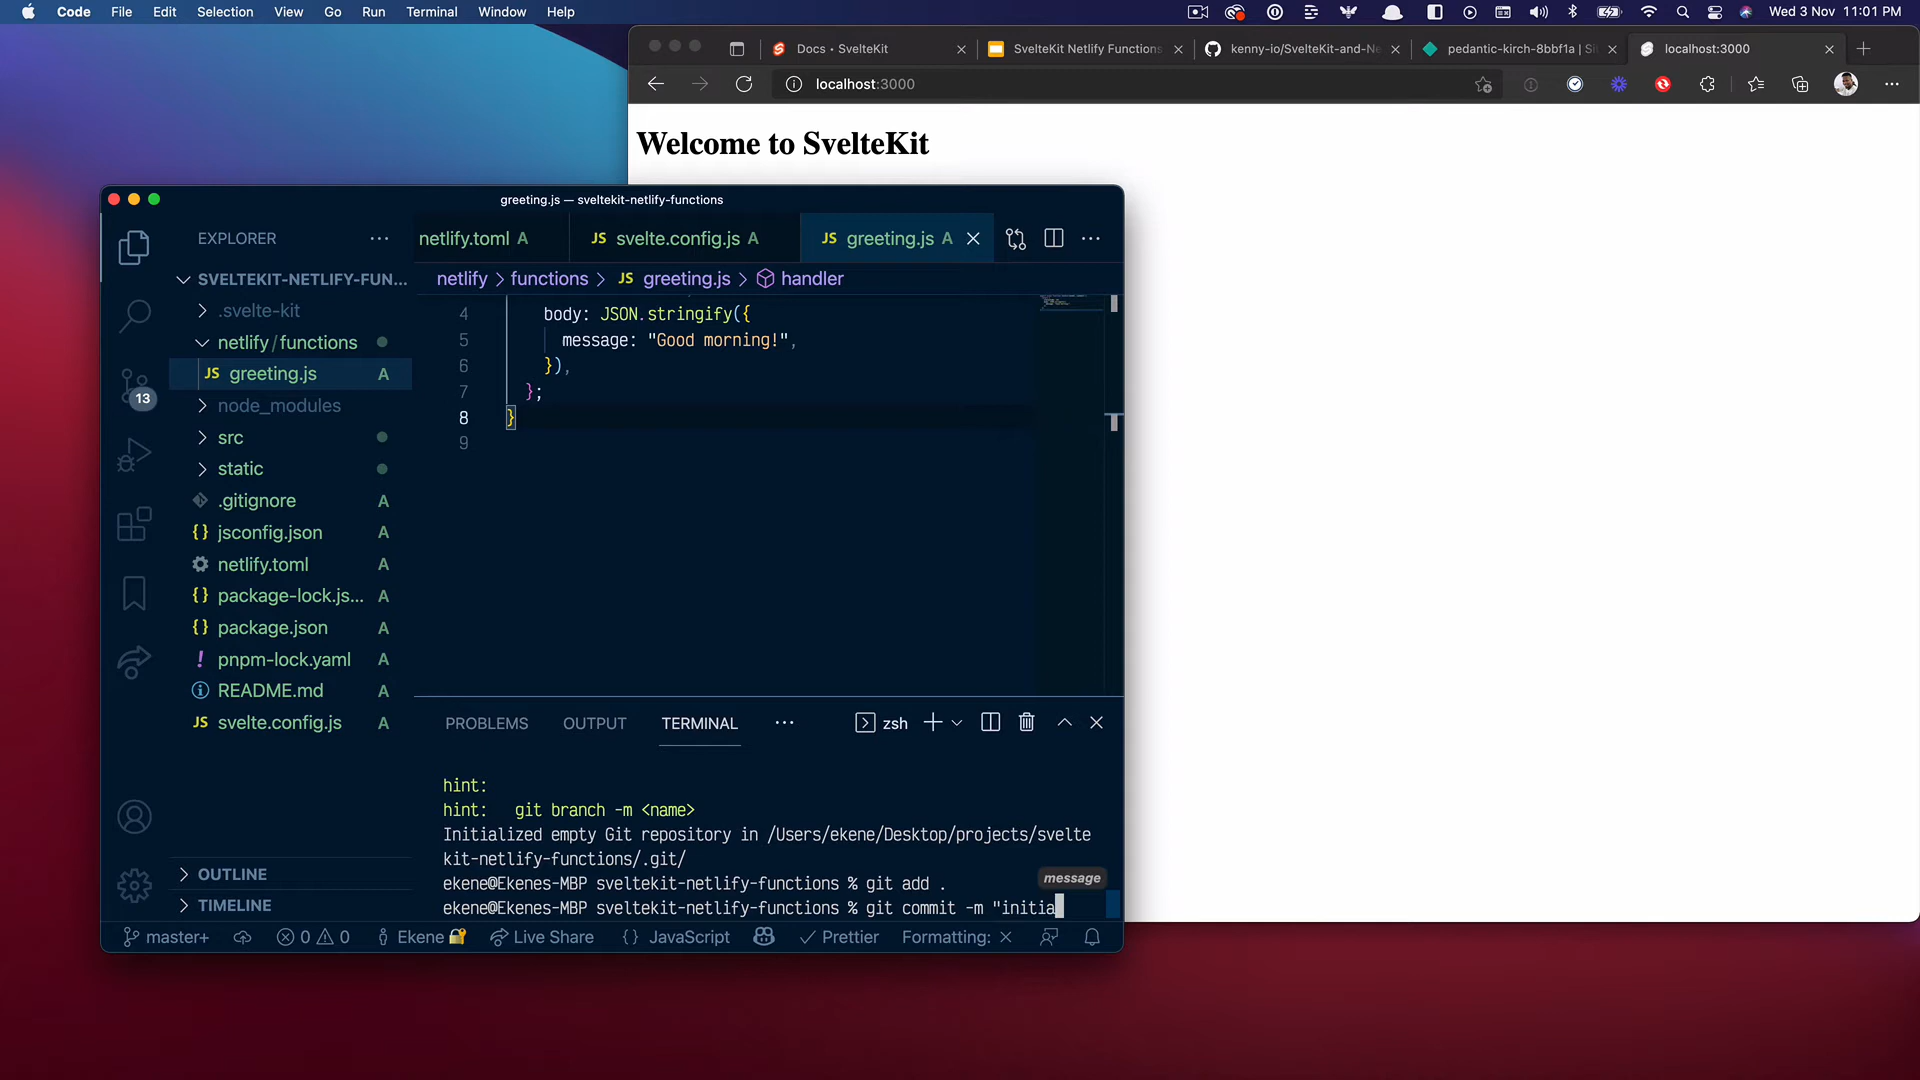 Code File Edit Selection View Go Run Terminal Window Help
Wed 3 Nov 11:01 PM
Docs • SvelteKit
SvelteKit Netlify Functions
kenny-io/SvelteKit-and-Ne
pedantic-kirch-8bbf1a | Si
localhost:3000
localhost:3000
Welcome to SvelteKit
greeting.js — sveltekit-netlify-functions
EXPLORER
netlify.toml A
JS svelte.config.js A
JS greeting.js A
SVELTEKIT-NETLIFY-FUN...
netlify > functions > JS greeting.js > handler
.svelte-kit
netlify/functions
JS greeting.js A
node_modules
src
static
.gitignore A
{} jsconfig.json A
netlify.toml A
{} package-lock.js... A
{} package.json A
! pnpm-lock.yaml A
README.md A
JS svelte.config.js A
13
OUTLINE
TIMELINE
4 body: JSON.stringify({
5 message: "Good morning!",
6 }),
7 };
8 }
9
PROBLEMS OUTPUT TERMINAL
zsh
hint:
hint: git branch -m <name>
Initialized empty Git repository in /Users/ekene/Desktop/projects/svelte
kit-netlify-functions/.git/
ekene@Ekenes-MBP sveltekit-netlify-functions % git add .
message
ekene@Ekenes-MBP sveltekit-netlify-functions % git commit -m "initia
master+ 0 0 Ekene Live Share {} JavaScript Prettier Formatting: ×